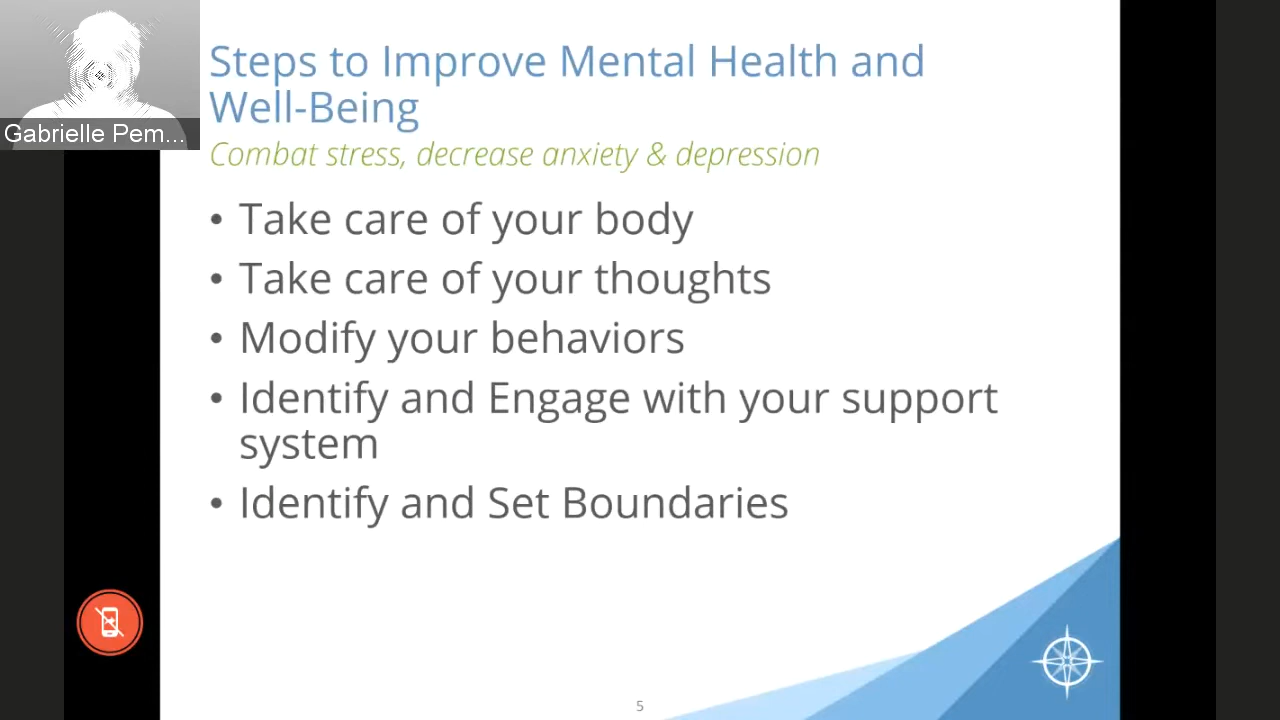 Gabrielle Pem...
Steps to Improve Mental Health and
Well-Being
Combat stress, decrease anxiety & depression
• Take care of your body
• Take care of your thoughts
• Modify your behaviors
• Identify and Engage with your support
system
• Identify and Set Boundaries
5